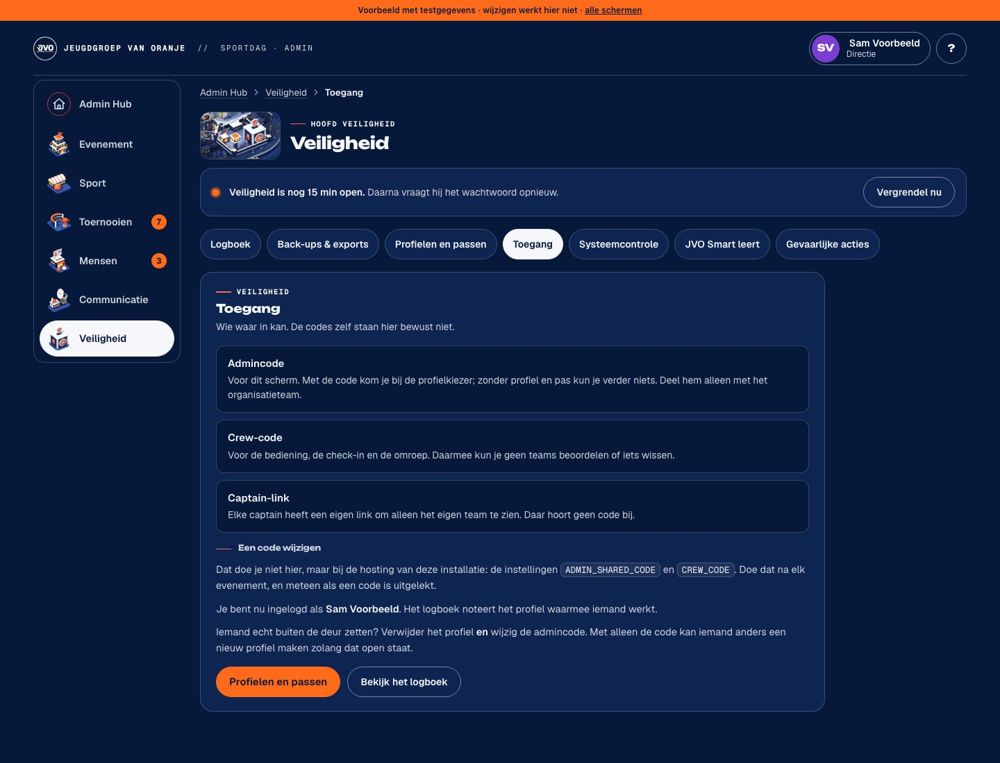 Voorbeeld met testgegevens · wijzigen werkt hier niet · alle schermen
JVO JEUGDGROEP VAN ORANJE // SPORTDAG · ADMIN
SV Sam Voorbeeld
Directie
?
Admin Hub
Evenement
Sport
Toernooien 7
Mensen 3
Communicatie
Veiligheid
Admin Hub > Veiligheid > Toegang
HOOFD VEILIGHEID
Veiligheid
Veiligheid is nog 15 min open. Daarna vraagt hij het wachtwoord opnieuw.
Vergrendel nu
Logboek
Back-ups & exports
Profielen en passen
Toegang
Systeemcontrole
JVO Smart leert
Gevaarlijke acties
VEILIGHEID
Toegang
Wie waar in kan. De codes zelf staan hier bewust niet.
Admincode
Voor dit scherm. Met de code kom je bij de profielkiezer; zonder profiel en pas kun je verder niets. Deel hem alleen met het
organisatieteam.
Crew-code
Voor de bediening, de check-in en de omroep. Daarmee kun je geen teams beoordelen of iets wissen.
Captain-link
Elke captain heeft een eigen link om alleen het eigen team te zien. Daar hoort geen code bij.
Een code wijzigen
Dat doe je niet hier, maar bij de hosting van deze installatie: de instellingen ADMIN_SHARED_CODE en CREW_CODE. Doe dat na elk
evenement, en meteen als een code is uitgelekt.
Je bent nu ingelogd als Sam Voorbeeld. Het logboek noteert het profiel waarmee iemand werkt.
Iemand echt buiten de deur zetten? Verwijder het profiel en wijzig de admincode. Met alleen de code kan iemand anders een
nieuw profiel maken zolang dat open staat.
Profielen en passen
Bekijk het logboek